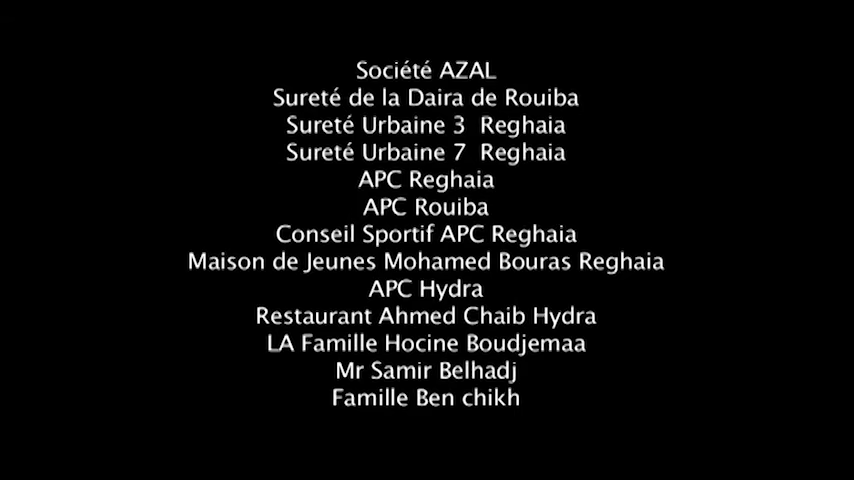 Société AZAL
Sureté de la Daira de Rouiba
Sureté Urbaine 3  Reghaia
Sureté Urbaine 7  Reghaia
APC Reghaia
APC Rouiba
Conseil Sportif APC Reghaia
Maison de Jeunes Mohamed Bouras Reghaia
APC Hydra
Restaurant Ahmed Chaib Hydra
LA Famille Hocine Boudjemaa
Mr Samir Belhadj
Famille Ben chikh